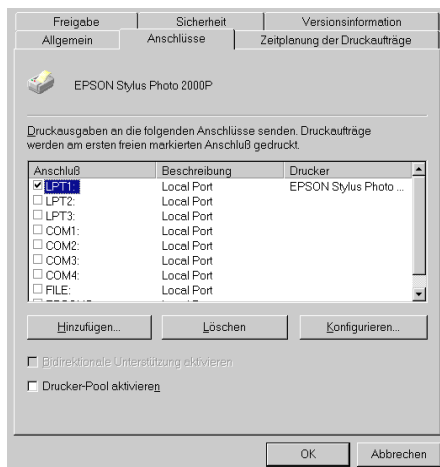 Freigabe Sicherheit Versionsinformation
Allgemein Anschlüsse Zeitplanung der Druckaufträge
EPSON Stylus Photo 2000P
Druckausgaben an die folgenden Anschlüsse senden. Druckaufträge
werden am ersten freien markierten Anschluß gedruckt.
Anschluß Beschreibung Drucker
LPT1: Local Port EPSON Stylus Photo ...
LPT2: Local Port
LPT3: Local Port
COM1: Local Port
COM2: Local Port
COM3: Local Port
COM4: Local Port
FILE: Local Port
Hinzufügen... Löschen Konfigurieren...
Bidirektionale Unterstützung aktivieren
Drucker-Pool aktivieren
OK Abbrechen